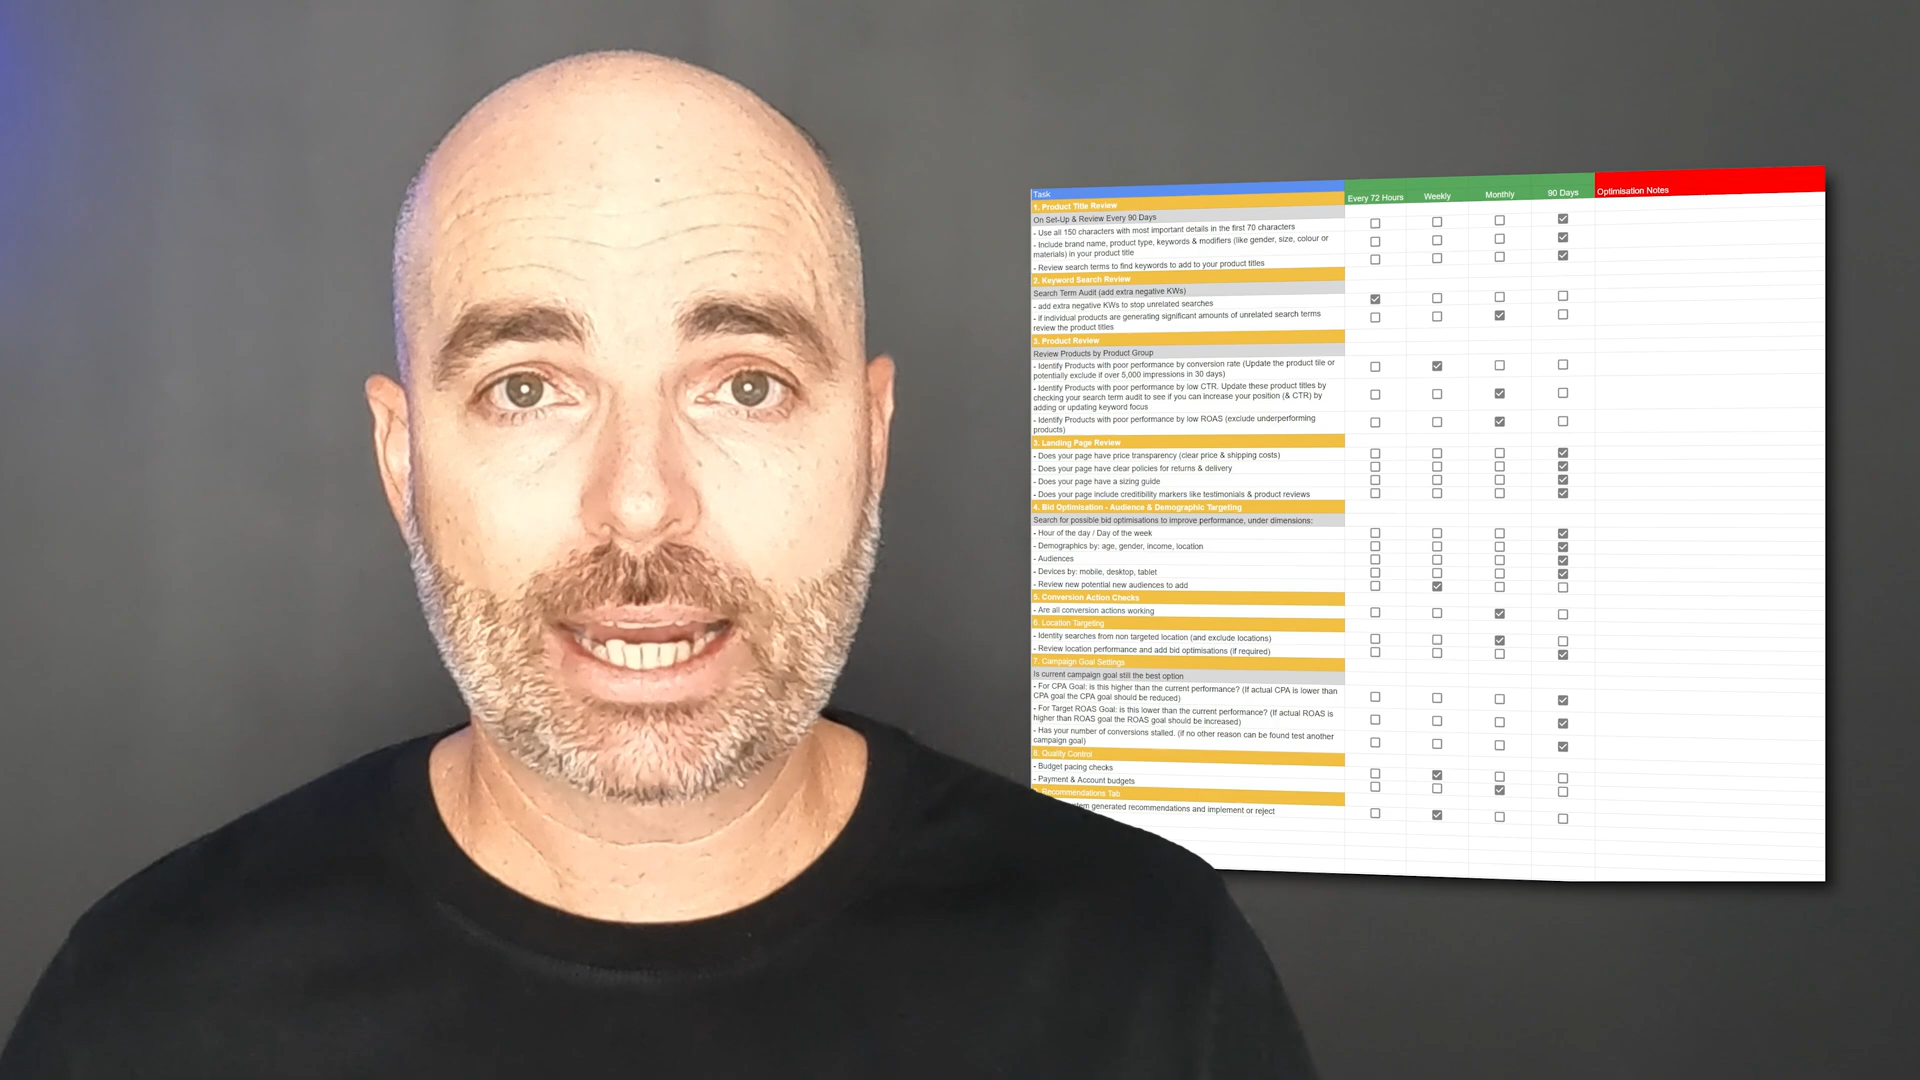 Task
Every 72 Hours
Weekly
Monthly
90 Days
Optimisation Notes
1. Product Title Review
On Set-Up & Review Every 90 Days
- Use all 150 characters with most important details in the first 70 characters
- Include brand name, product type, keywords & modifiers (like gender, size, colour or
materials) in your product title
- Review search terms to find keywords to add to your product titles
2. Keyword Search Review
Search Term Audit (add extra negative KWs)
- add extra negative KWs to stop unrelated searches
- if individual products are generating significant amounts of unrelated search terms
review the product titles
3. Product Review
Review Products by Product Group
- Identify Products with poor performance by conversion rate (Update the product tile or
potentially exclude if over 5,000 impressions in 30 days)
- Identify Products with poor performance by low CTR. Update these product titles by
checking your search term audit to see if you can increase your position (& CTR) by
adding or updating keyword focus
- Identify Products with poor performance by low ROAS (exclude underperforming
products)
3. Landing Page Review
- Does your page have price transparency (clear price & shipping costs)
- Does your page have clear policies for returns & delivery
- Does your page have a sizing guide
- Does your page include creditibility markers like testimonials & product reviews
4. Bid Optimisation - Audience & Demographic Targeting
Search for possible bid optimisations to improve performance, under dimensions:
- Hour of the day / Day of the week
- Demographics by: age, gender, income, location
- Audiences
- Devices by: mobile, desktop, tablet
- Review new potential new audiences to add
5. Conversion Action Checks
- Are all conversion actions working
6. Location Targeting
- Identity searches from non targeted location (and exclude locations)
- Review location performance and add bid optimisations (if required)
7. Campaign Goal Settings
Is current campaign goal still the best option
- For CPA Goal: is this higher than the current performance? (If actual CPA is lower than
CPA goal the CPA goal should be reduced)
- For Target ROAS Goal: is this lower than the current performance? (If actual ROAS is
higher than ROAS goal the ROAS goal should be increased)
- Has your number of conversions stalled. (if no other reason can be found test another
campaign goal)
8. Quality Control
- Budget pacing checks
- Payment & Account budgets
Recommendations Tab
generated recommendations and implement or reject